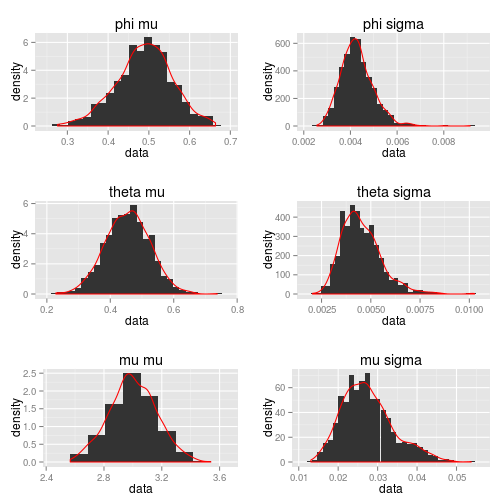 phi mu
density
6
4
2
0
0.3 0.4 0.5 0.6 0.7
data
phi sigma
density
600
400
200
0
0.002 0.004 0.006 0.008
data
theta mu
density
6
4
2
0
0.2 0.4 0.6 0.8
data
theta sigma
density
400
300
200
100
0
0.0025 0.0050 0.0075 0.0100
data
mu mu
density
2.5
2.0
1.5
1.0
0.5
0.0
2.4 2.8 3.2 3.6
data
mu sigma
density
60
40
20
0
0.01 0.02 0.03 0.04 0.05
data